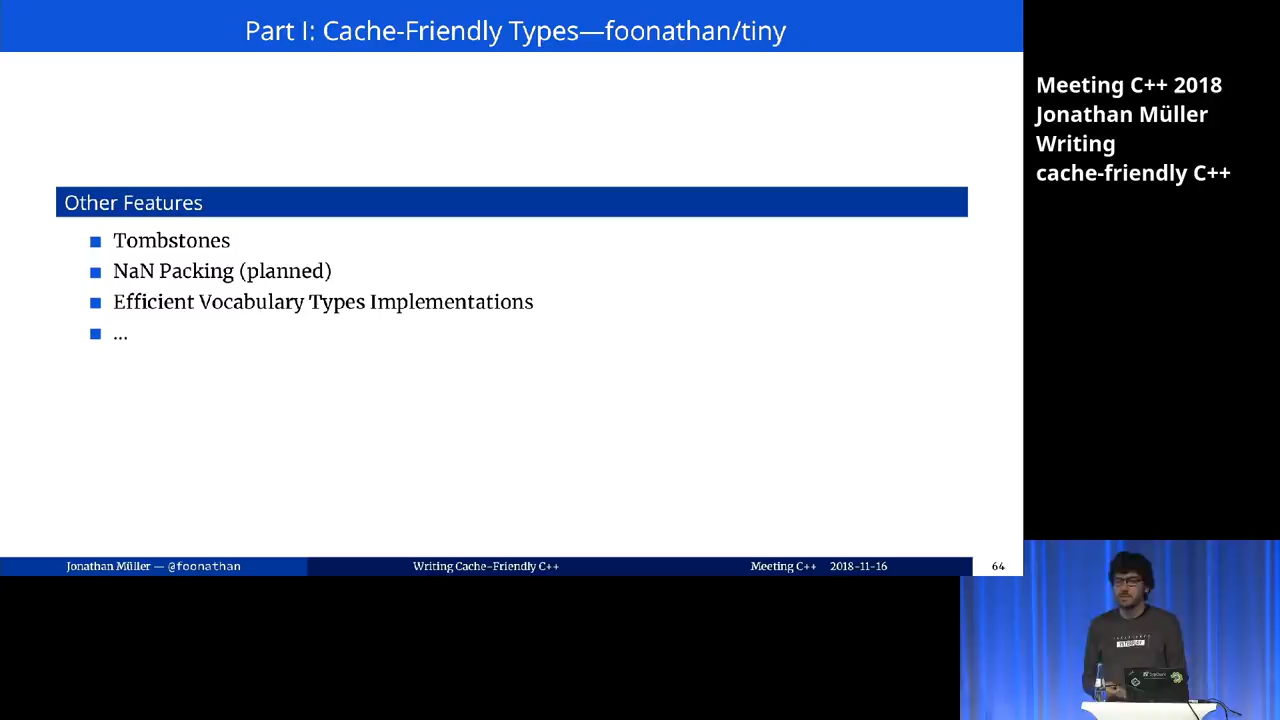 Part I: Cache-Friendly Types—foonathan/tiny
Other Features
Tombstones
NaN Packing (planned)
Efficient Vocabulary Types Implementations
...
Jonathan Müller — @foonathan
Writing Cache-Friendly C++
Meeting C++ 2018-11-16
64
Meeting C++ 2018
Jonathan Müller
Writing
cache-friendly C++